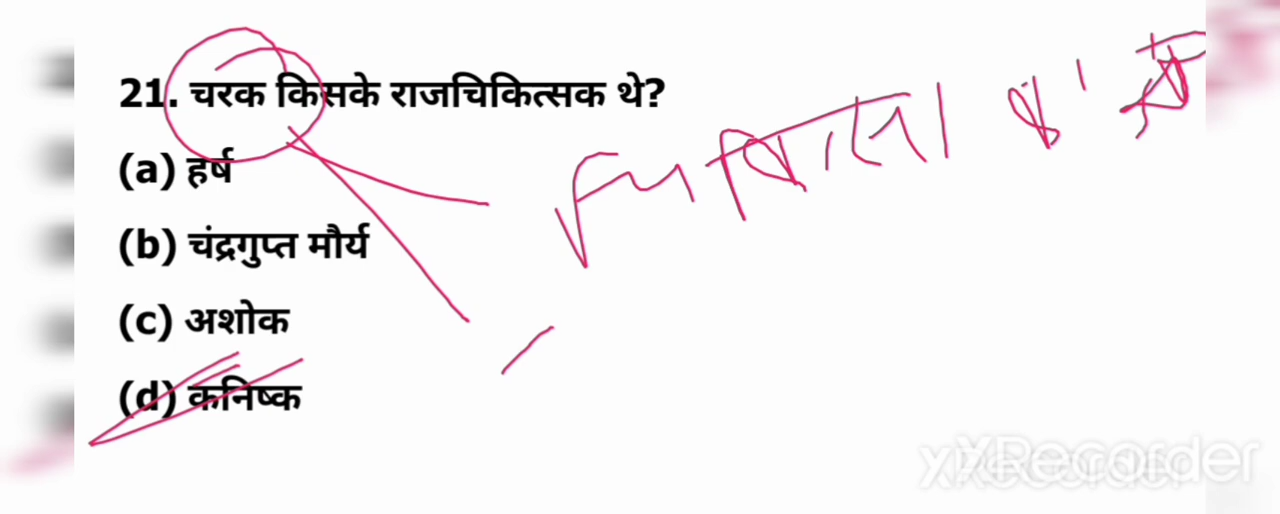 21. चरक किसके राजचिकित्सक थे?
(a) हर्ष
(b) चंद्रगुप्त मौर्य
(c) अशोक
(d) कनिष्क
XRecorder